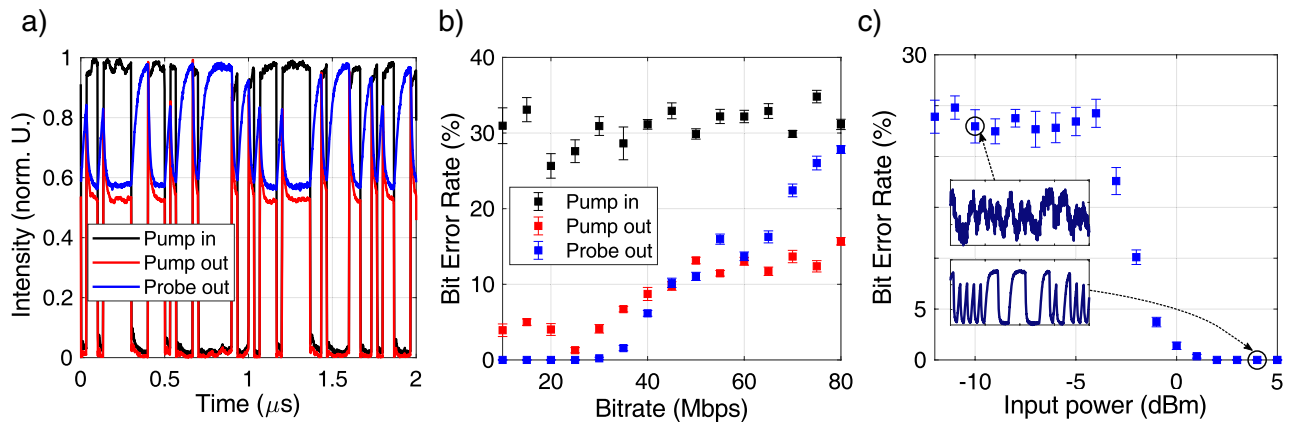 a)
Intensity (norm. U.)
1
0.8
0.6
0.4
0.2
0
Pump in
Pump out
Probe out
0
0.5
1
1.5
2
Time (μs)
b)
Bit Error Rate (%)
40
30
20
10
0
Pump in
Pump out
Probe out
20
40
60
80
Bitrate (Mbps)
c)
Bit Error Rate (%)
30
5
0
-10
-5
0
5
Input power (dBm)